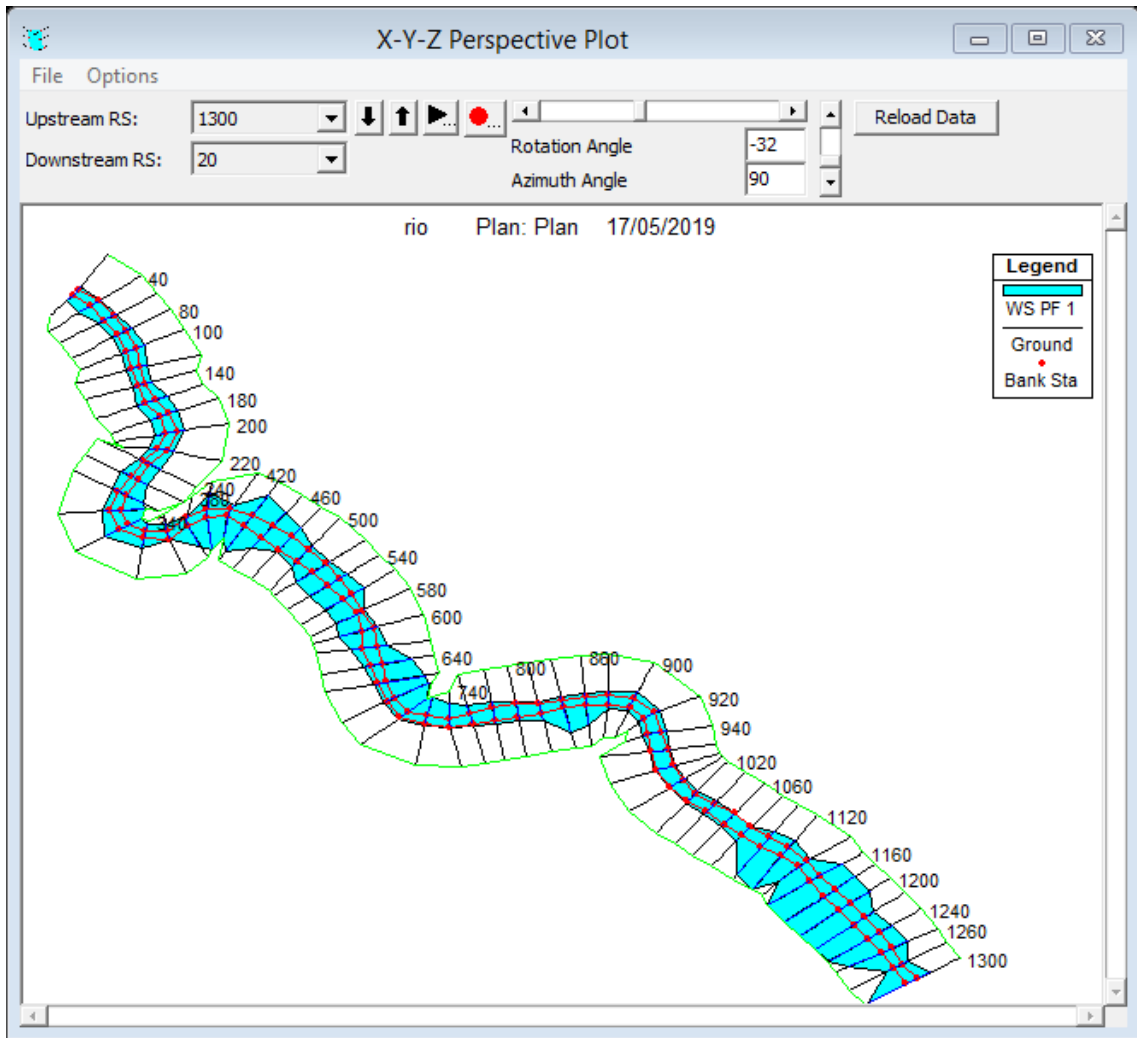 X-Y-Z Perspective Plot
File Options
Upstream RS: 1300
Downstream RS: 20
Rotation Angle -32
Azimuth Angle 90
Reload Data
rio Plan: Plan 17/05/2019
Legend
WS PF 1
Ground
Bank Sta
40
80
100
140
180
200
220
240
380
340
420
460
500
540
580
600
640
740
800
860
900
920
940
1020
1060
1120
1160
1200
1240
1260
1300